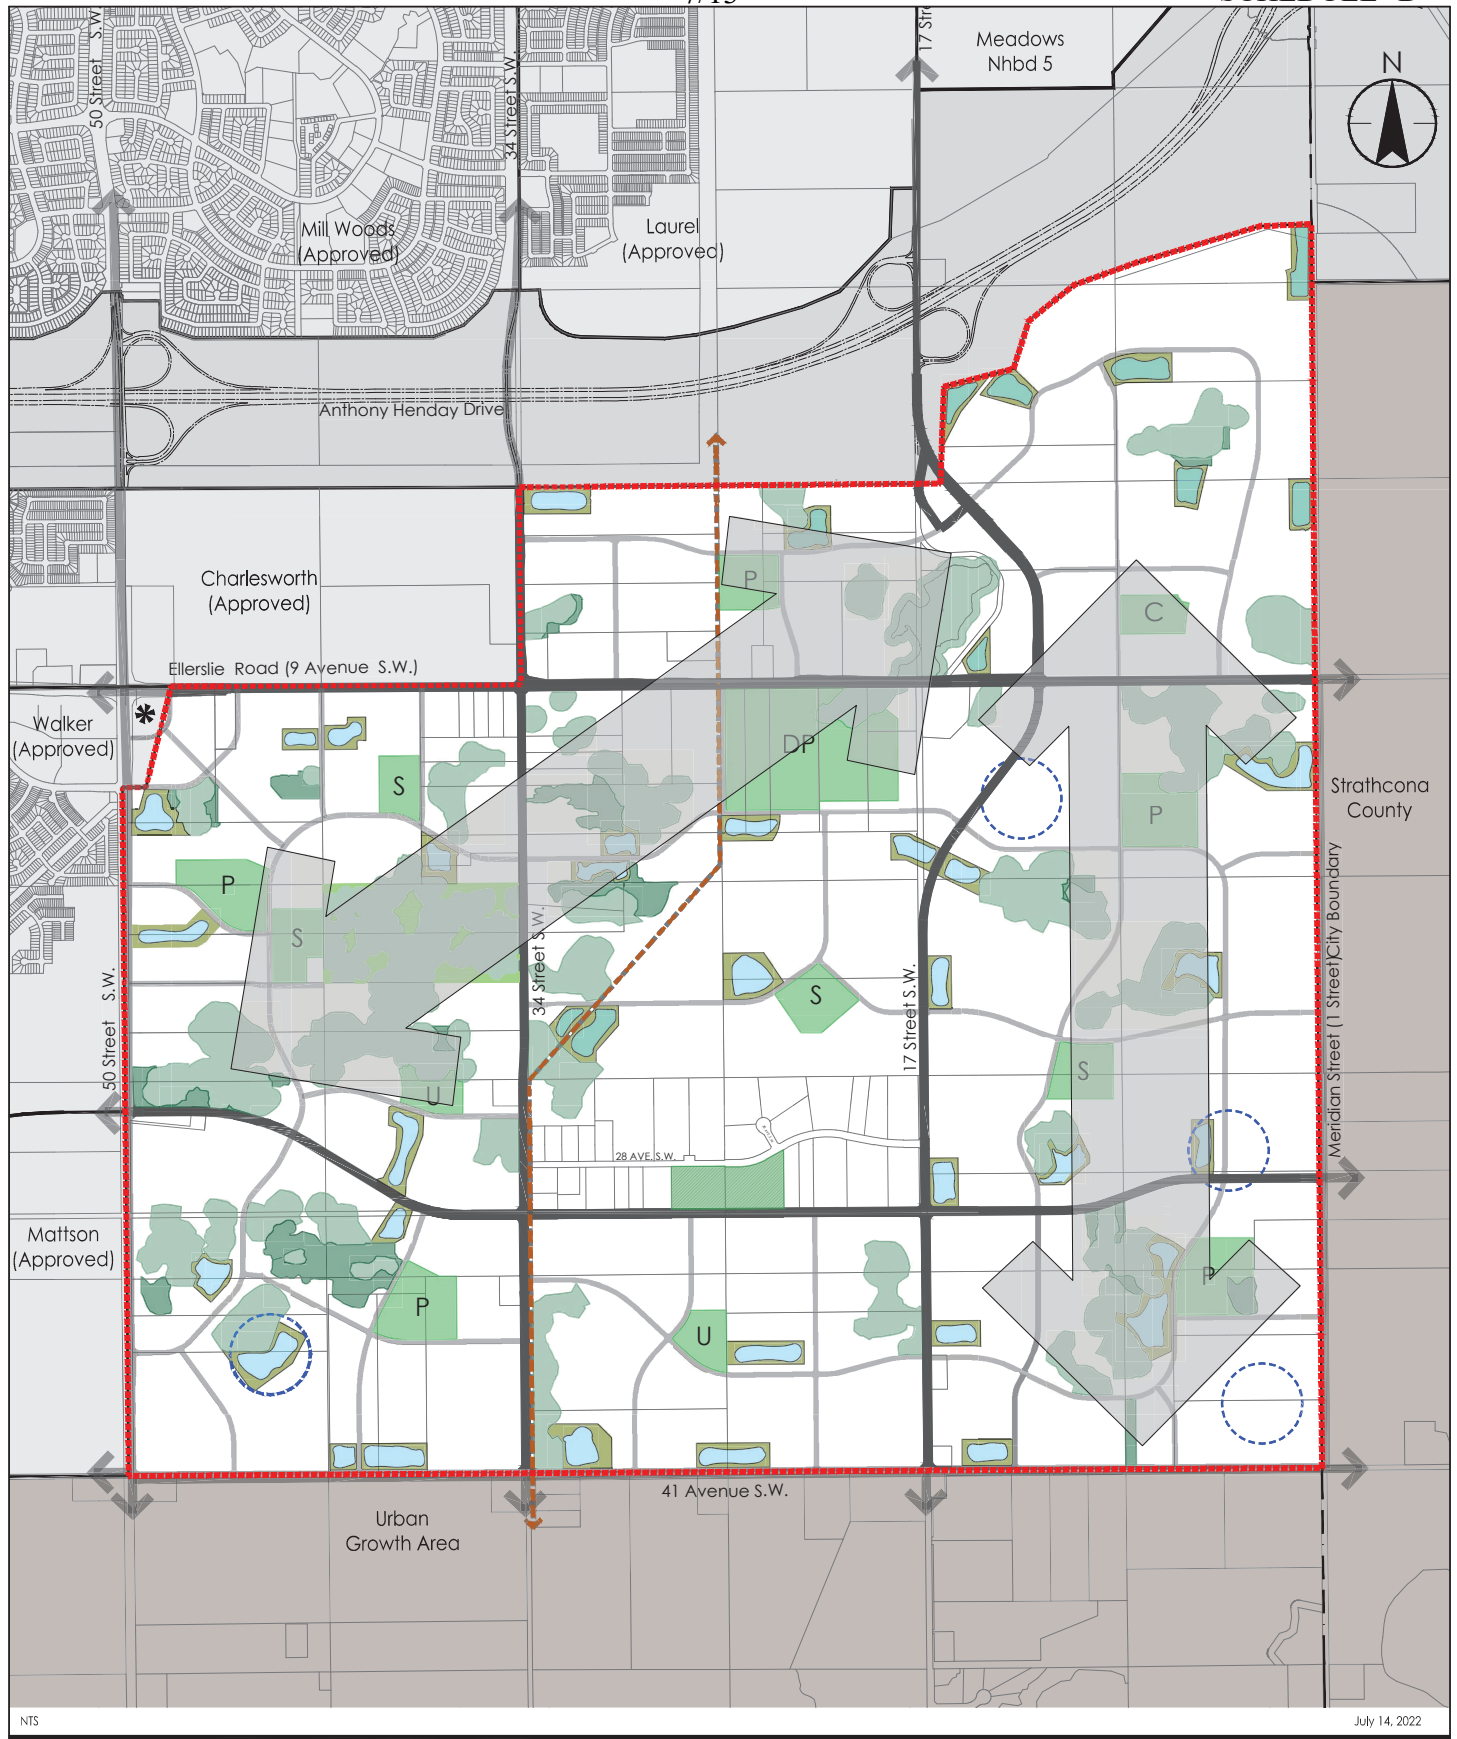 50 Street S.W.
34 Street S.W.
Meadows
Nhbd 5
N
Mill Woods
(Approved)
Laurel
(Approved)
Anthony Henday Drive
Charlesworth
(Approved)
P
C
Ellerslie Road (9 Avenue S.W.)
Walker
(Approved)
*
DP
S
P
Strathcona
County
P
S
S
34 Street S.W.
17 Street S.W.
50 Street S.W.
Meridian Street (1 Street)City Boundary
S
U
28 AVE. S.W.
Mattson
(Approved)
P
P
U
41 Avenue S.W.
Urban
Growth Area
NTS
July 14, 2022